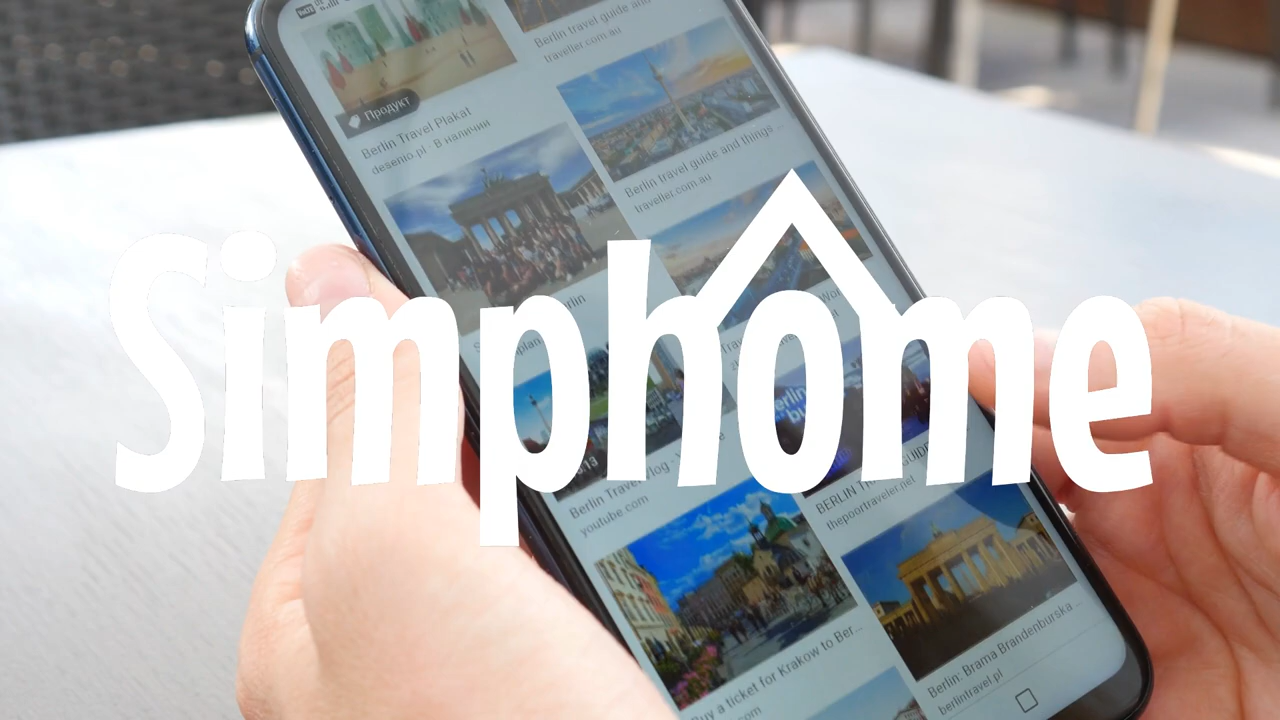 Simphome
Berlin travel guide and
traveller.com.au
Продукт
Berlin Travel Plakat
desenio.pl · В наличии
Berlin travel guide and things ...
traveller.com.au
Berlin Travel Vlog
youtube.com
BERLIN
GUIDE
thepoortraveler.net
Buy a ticket for Krakow to Ber...
.com
Berlin: Brama Brandenburska ...
berlintravel.pl